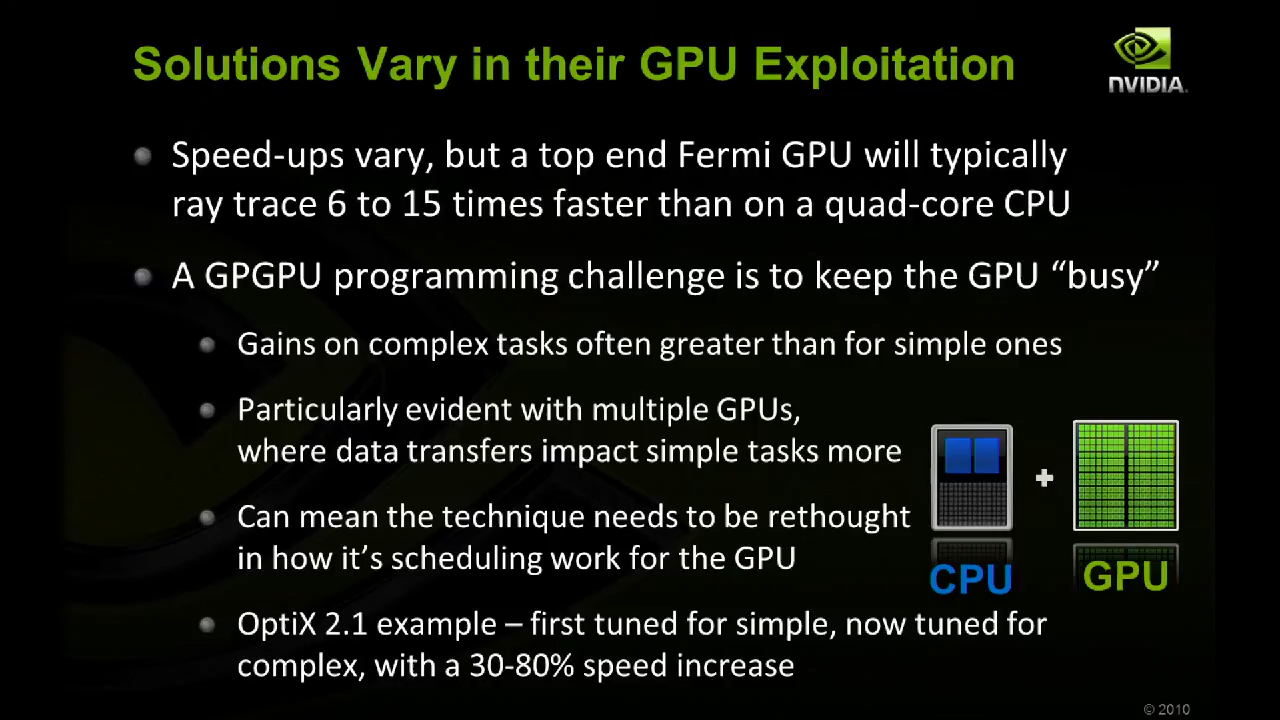 Solutions Vary in their GPU Exploitation
NVIDIA.
Speed-ups vary, but a top end Fermi GPU will typically
ray trace 6 to 15 times faster than on a quad-core CPU
A GPGPU programming challenge is to keep the GPU “busy”
Gains on complex tasks often greater than for simple ones
Particularly evident with multiple GPUs,
where data transfers impact simple tasks more
Can mean the technique needs to be rethought
in how it’s scheduling work for the GPU
CPU
+
GPU
OptiX 2.1 example – first tuned for simple, now tuned for
complex, with a 30-80% speed increase
© 2010